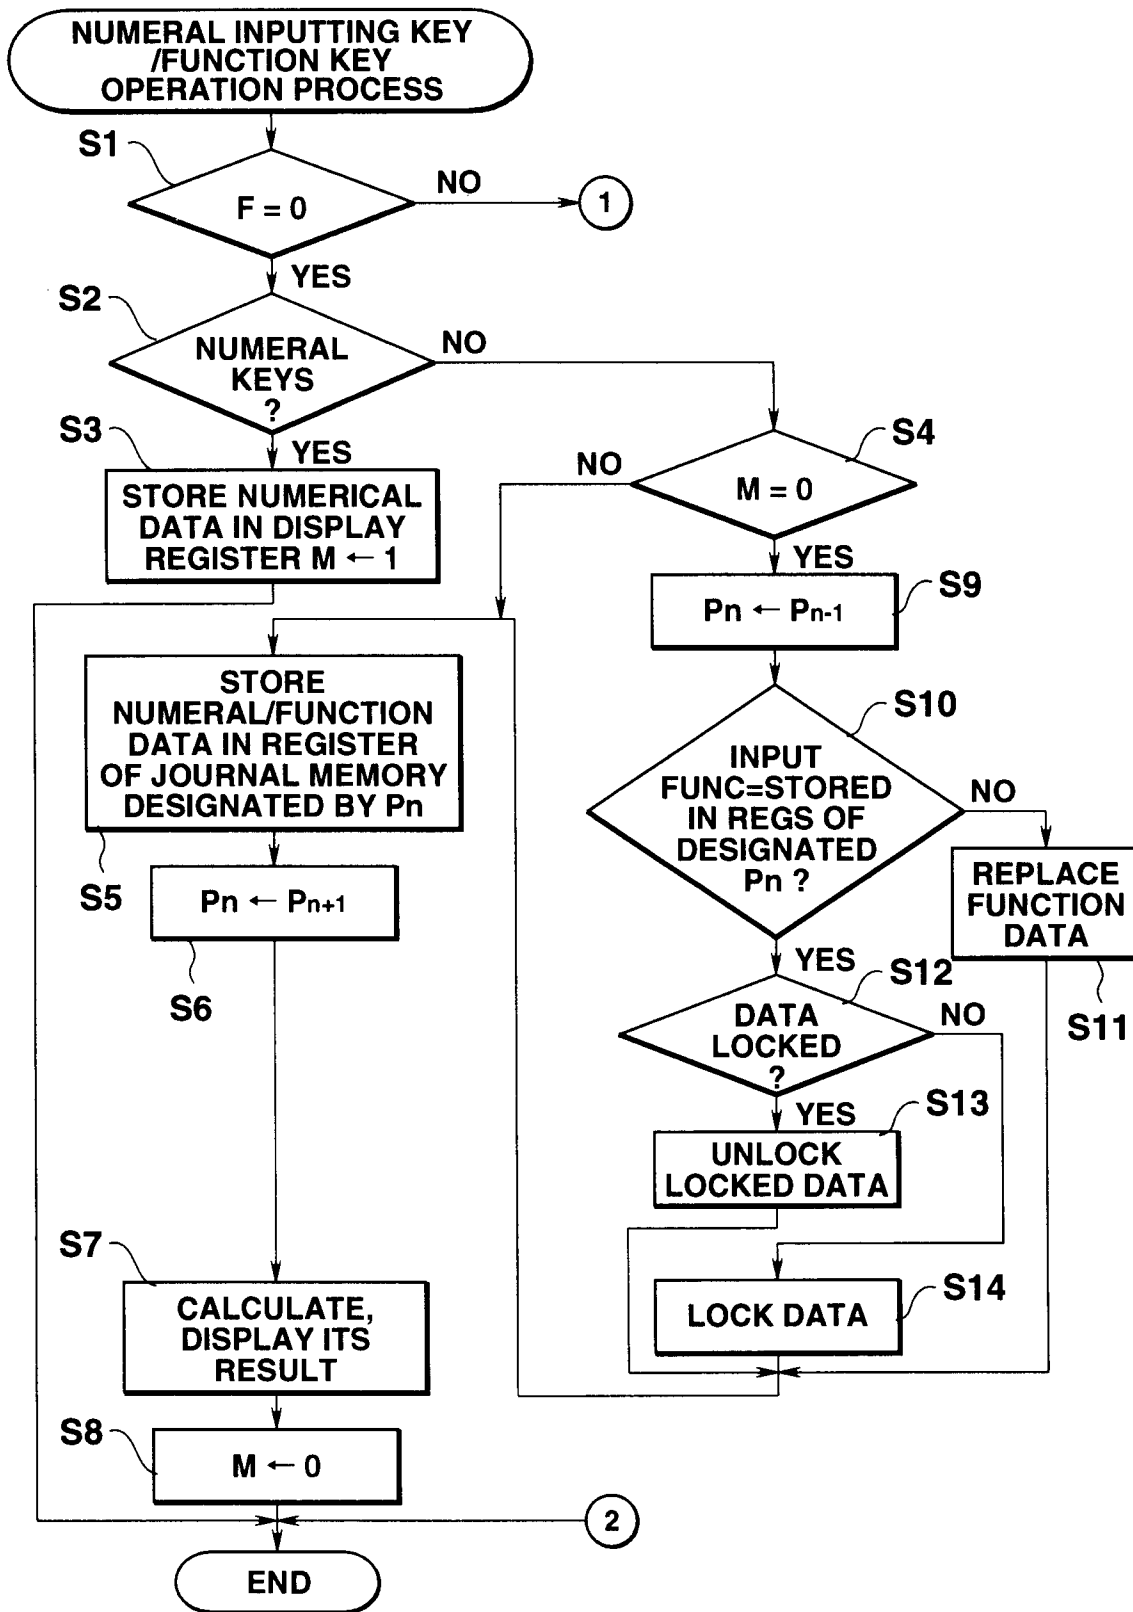 NUMERAL INPUTTING KEY
/FUNCTION KEY
OPERATION PROCESS
S1
F = 0
NO
1
YES
S2
NUMERAL
KEYS
?
NO
S3
YES
STORE NUMERICAL
DATA IN DISPLAY
REGISTER M ← 1
S4
M = 0
NO
YES
S9
Pn ← Pn-1
STORE
NUMERAL/FUNCTION
DATA IN REGISTER
OF JOURNAL MEMORY
DESIGNATED BY Pn
S5
Pn ← Pn+1
S6
S10
INPUT
FUNC=STORED
IN REGS OF
DESIGNATED
Pn ?
NO
REPLACE
FUNCTION
DATA
S11
YES
S12
DATA
LOCKED
?
NO
YES
S13
UNLOCK
LOCKED DATA
S14
LOCK DATA
S7
CALCULATE,
DISPLAY ITS
RESULT
S8
M ← 0
2
END